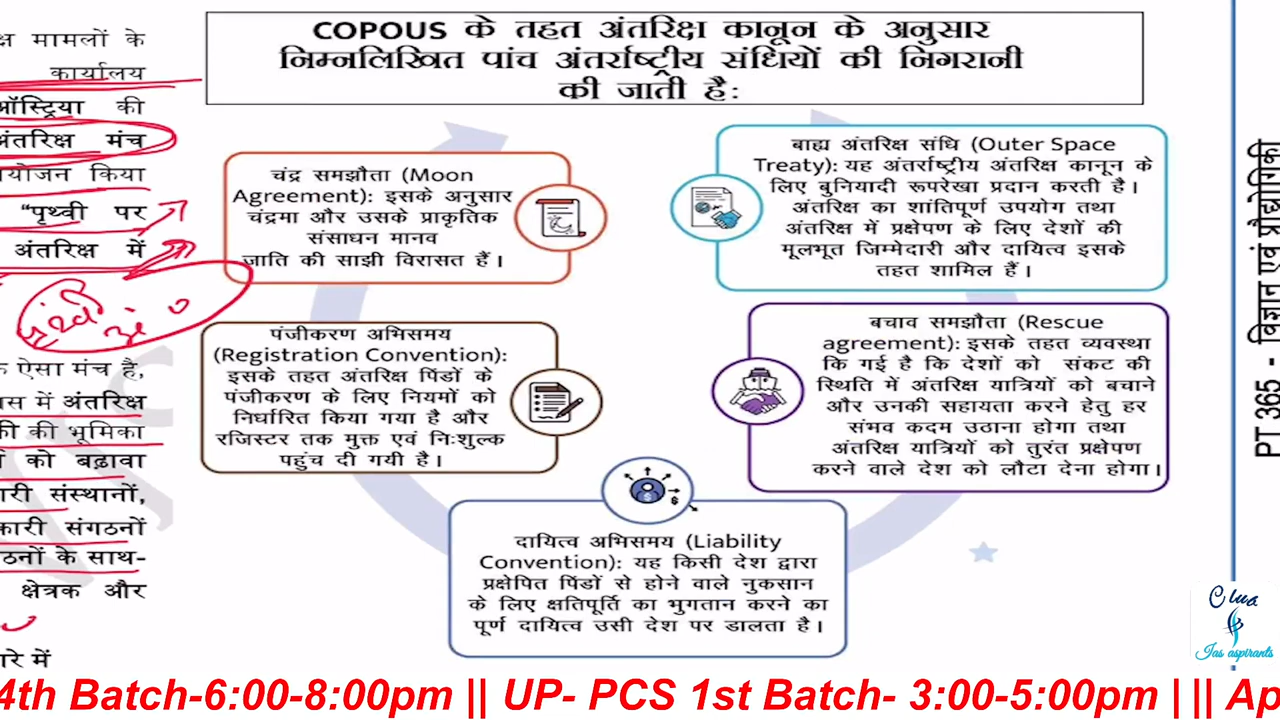 COPOUS के तहत अंतरिक्ष कानून के अनुसार
निम्नलिखित पांच अंतर्राष्ट्रीय संधियों की निगरानी
की जाती है:
क्ष मामलों के
कार्यालय
ऑस्ट्रिया की
अंतरिक्ष मंच
योजन किया
"पृथ्वी पर
अंतरिक्ष में
पृथ्वी
अं०
ऐसा मंच है,
स में अंतरिक्ष
की की भूमिका
को बढ़ावा
री संस्थानों,
कारी संगठनों
ठनों के साथ-
क्षेत्रक और
रे में
चंद्र समझौता (Moon
Agreement): इसके अनुसार
चंद्रमा और उसके प्राकृतिक
संसाधन मानव
जाति की साझी विरासत हैं।
बाह्य अंतरिक्ष संधि (Outer Space
Treaty): यह अंतर्राष्ट्रीय अंतरिक्ष कानून के
लिए बुनियादी रूपरेखा प्रदान करती है।
अंतरिक्ष का शांतिपूर्ण उपयोग तथा
अंतरिक्ष में प्रक्षेपण के लिए देशों की
मूलभूत जिम्मेदारी और दायित्व इसके
तहत शामिल हैं।
पंजीकरण अभिसमय
(Registration Convention):
इसके तहत अंतरिक्ष पिंडों के
पंजीकरण के लिए नियमों को
निर्धारित किया गया है और
रजिस्टर तक मुक्त एवं निःशुल्क
पहुंच दी गयी है।
बचाव समझौता (Rescue
agreement): इसके तहत व्यवस्था
कि गई है कि देशों को संकट की
स्थिति में अंतरिक्ष यात्रियों को बचाने
और उनकी सहायता करने हेतु हर
संभव कदम उठाना होगा तथा
अंतरिक्ष यात्रियों को तुरंत प्रक्षेपण
करने वाले देश को लौटा देना होगा।
दायित्व अभिसमय (Liability
Convention): यह किसी देश द्वारा
प्रक्षेपित पिंडों से होने वाले नुकसान
के लिए क्षतिपूर्ति का भुगतान करने का
पूर्ण दायित्व उसी देश पर डालता है।
PT 365 - विज्ञान एवं प्रौद्योगिकी
Clue
Ias aspirants
4th Batch-6:00-8:00pm || UP- PCS 1st Batch- 3:00-5:00pm | || Ap